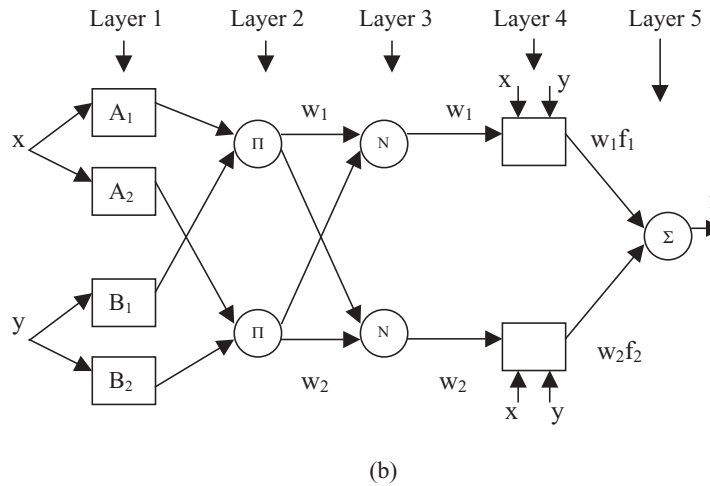 Layer 1 Layer 2 Layer 3 Layer 4 Layer 5
x y
A₁ w₁ w₁
Π N w₁f₁
x
A₂
Σ
B₁
y Π N
w₂f₂
B₂ w₂ w₂
x y
(b)